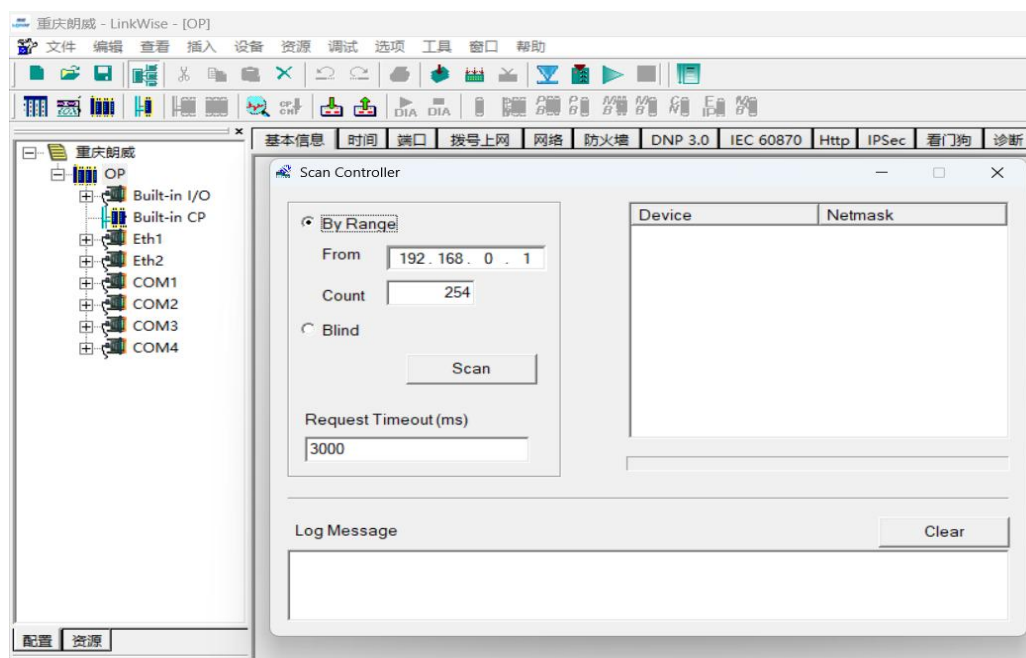 重庆朗威 - LinkWise - [OP]
文件 编辑 查看 插入 设备 资源 调试 选项 工具 窗口 帮助
基本信息 时间 端口 拨号上网 网络 防火墙 DNP 3.0 IEC 60870 Http IPSec 看门狗 诊断
重庆朗威
OP
Built-in I/O
Built-in CP
Eth1
Eth2
COM1
COM2
COM3
COM4
配置 资源
Scan Controller
By Range
From 192 . 168 . 0 . 1
Count 254
Blind
Scan
Request Timeout (ms)
3000
Device Netmask
Log Message
Clear